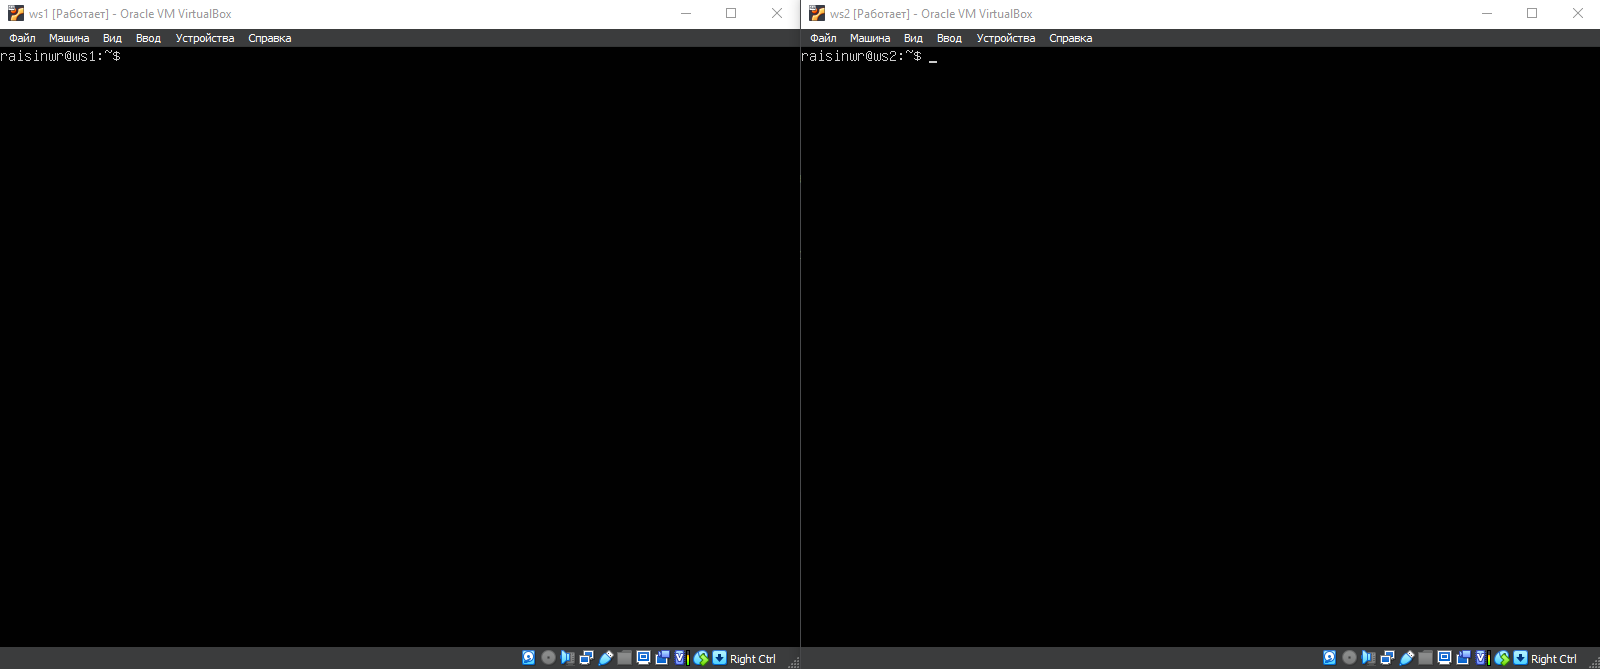 ws1 [Работает] - Oracle VM VirtualBox
Файл Машина Вид Ввод Устройства Справка
raisinwr@ws1:~$
Right Ctrl
ws2 [Работает] - Oracle VM VirtualBox
Файл Машина Вид Ввод Устройства Справка
raisinwr@ws2:~$ _
Right Ctrl